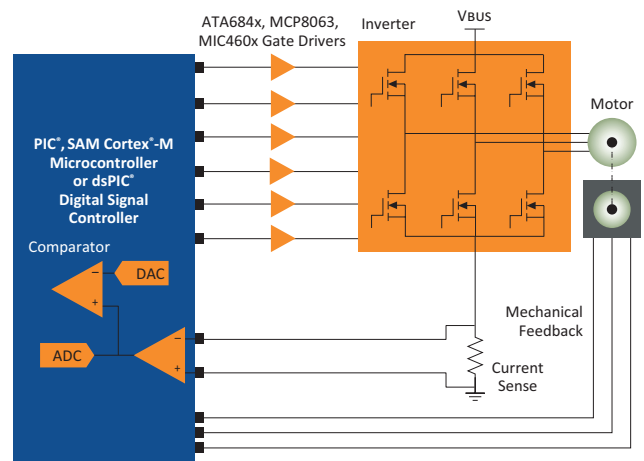 ATA684x, MCP8063,
MIC460x Gate Drivers
Inverter
VBUS
Motor
PIC®, SAM Cortex®-M
Microcontroller
or dsPIC®
Digital Signal
Controller
Comparator
−
DAC
+
ADC
−
+
Mechanical
Feedback
Current
Sense